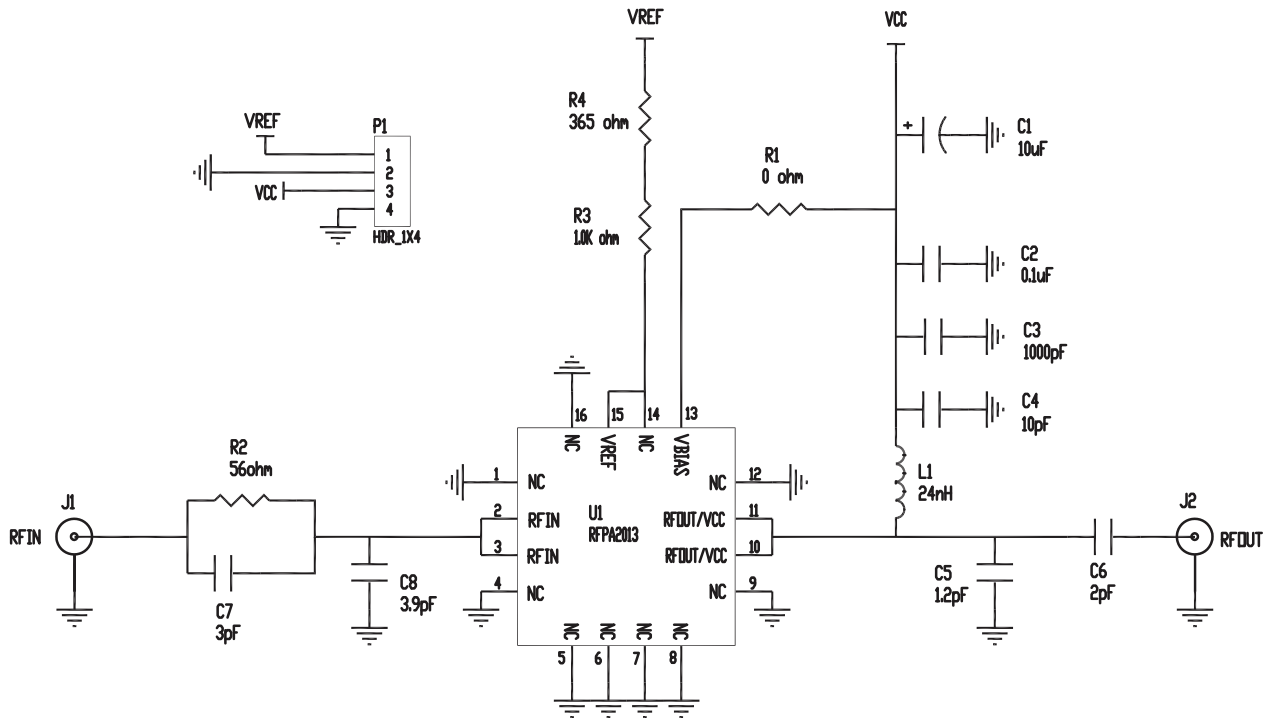 VREF
VCC
R4
365 ohm
+
C1
10uF
VREF
P1
1
2
VCC
3
4
HDR_1X4
R1
0 ohm
R3
1.0K ohm
C2
0.1uF
C3
1000pF
C4
10pF
16
15
14
13
NC
VREF
NC
VBIAS
R2
56ohm
1
NC
12
NC
L1
24nH
2
RFIN
U1
RFPA2013
11
RFOUT/VCC
3
RFIN
10
RFOUT/VCC
4
NC
9
NC
J1
RFIN
J2
RFOUT
C7
3pF
C8
3.9pF
C5
1.2pF
C6
2pF
NC
NC
NC
NC
5
6
7
8